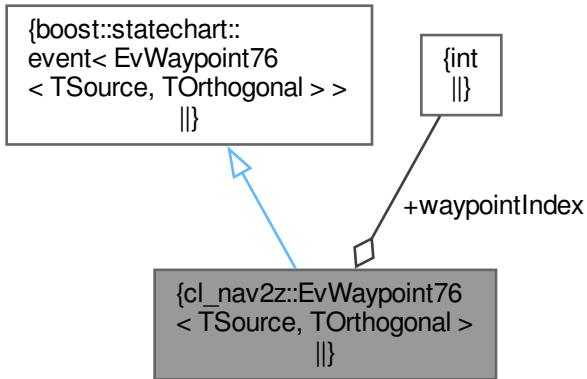 {boost::statechart::
event< EvWaypoint76
< TSource, TOrthogonal > >
||}
{int
||}
+waypointIndex
{cl_nav2z::EvWaypoint76
< TSource, TOrthogonal >
||}